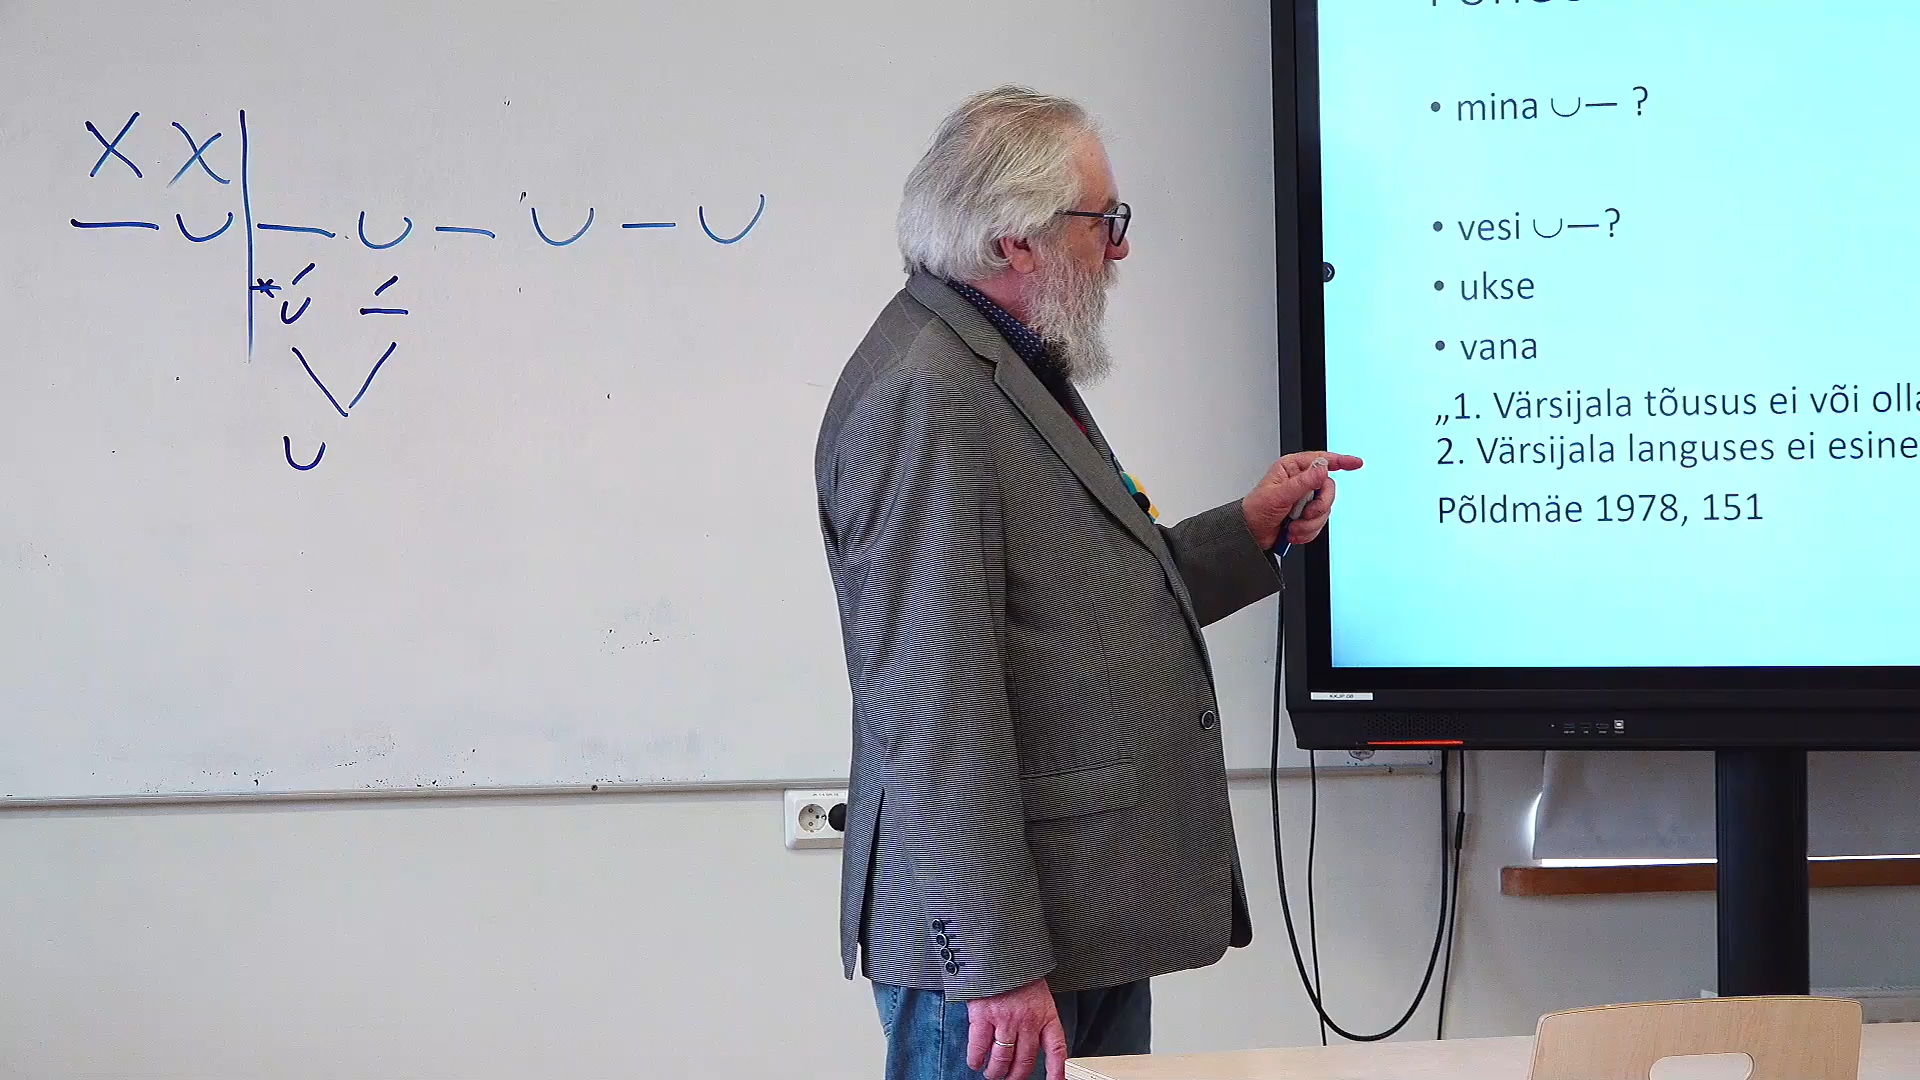 X X
— ∪ | — ∪ — ∪ — ∪
* ∪́ —́
∪
• mina ∪— ?
• vesi ∪—?
• ukse
• vana
„1. Värsijala tõusus ei või olla
2. Värsijala languses ei esine
Põldmäe 1978, 151